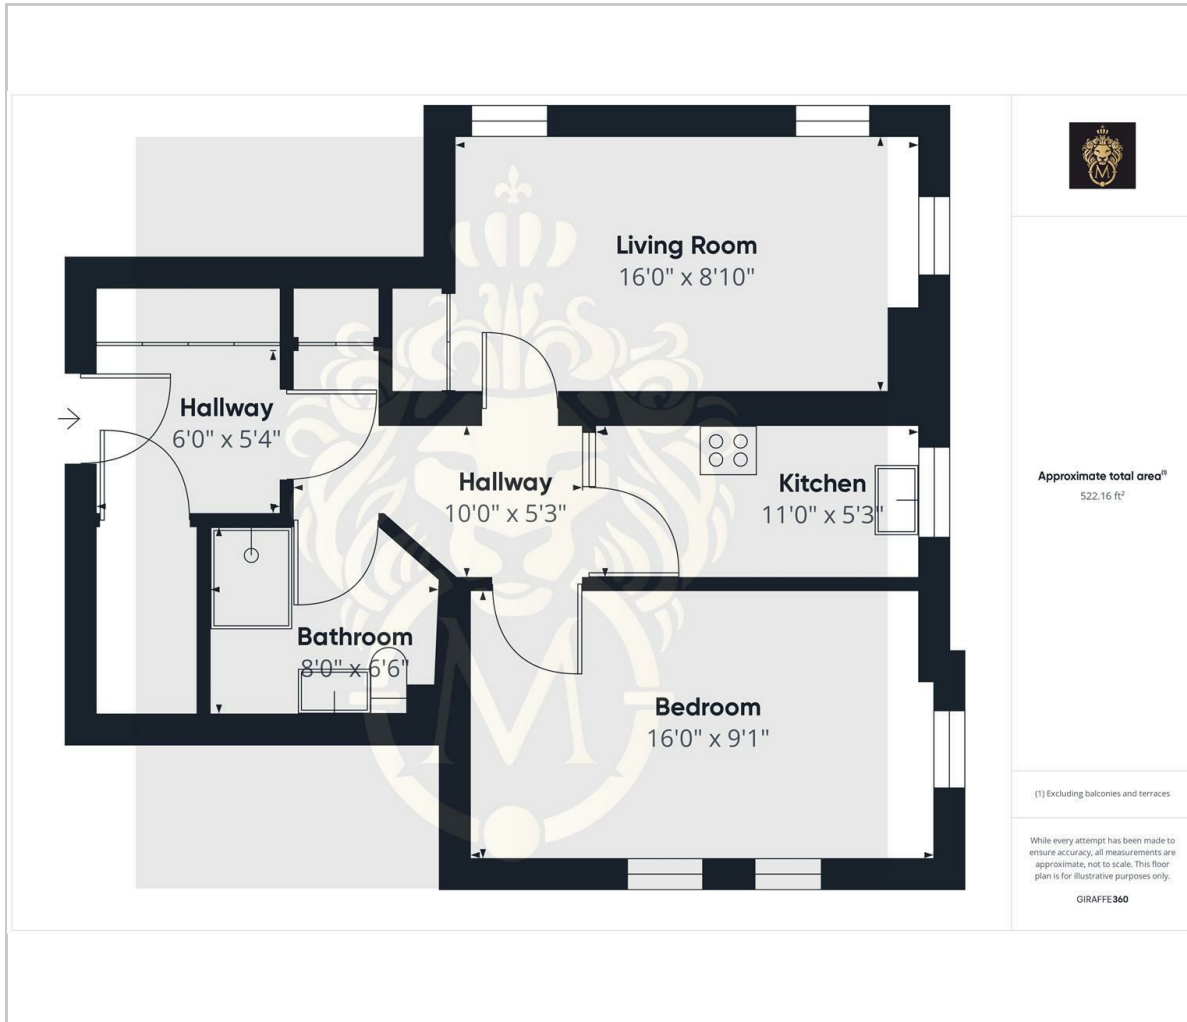 Living Room
16'0" x 8'10"
Hallway
6'0" x 5'4"
Hallway
10'0" x 5'3"
Kitchen
11'0" x 5'3"
Bathroom
8'0" x 6'6"
Bedroom
16'0" x 9'1"
M
M
Approximate total area(1)
522.16 ft²
(1) Excluding balconies and terraces
While every attempt has been made to
ensure accuracy, all measurements are
approximate, not to scale. This floor
plan is for illustrative purposes only.
GIRAFFE360